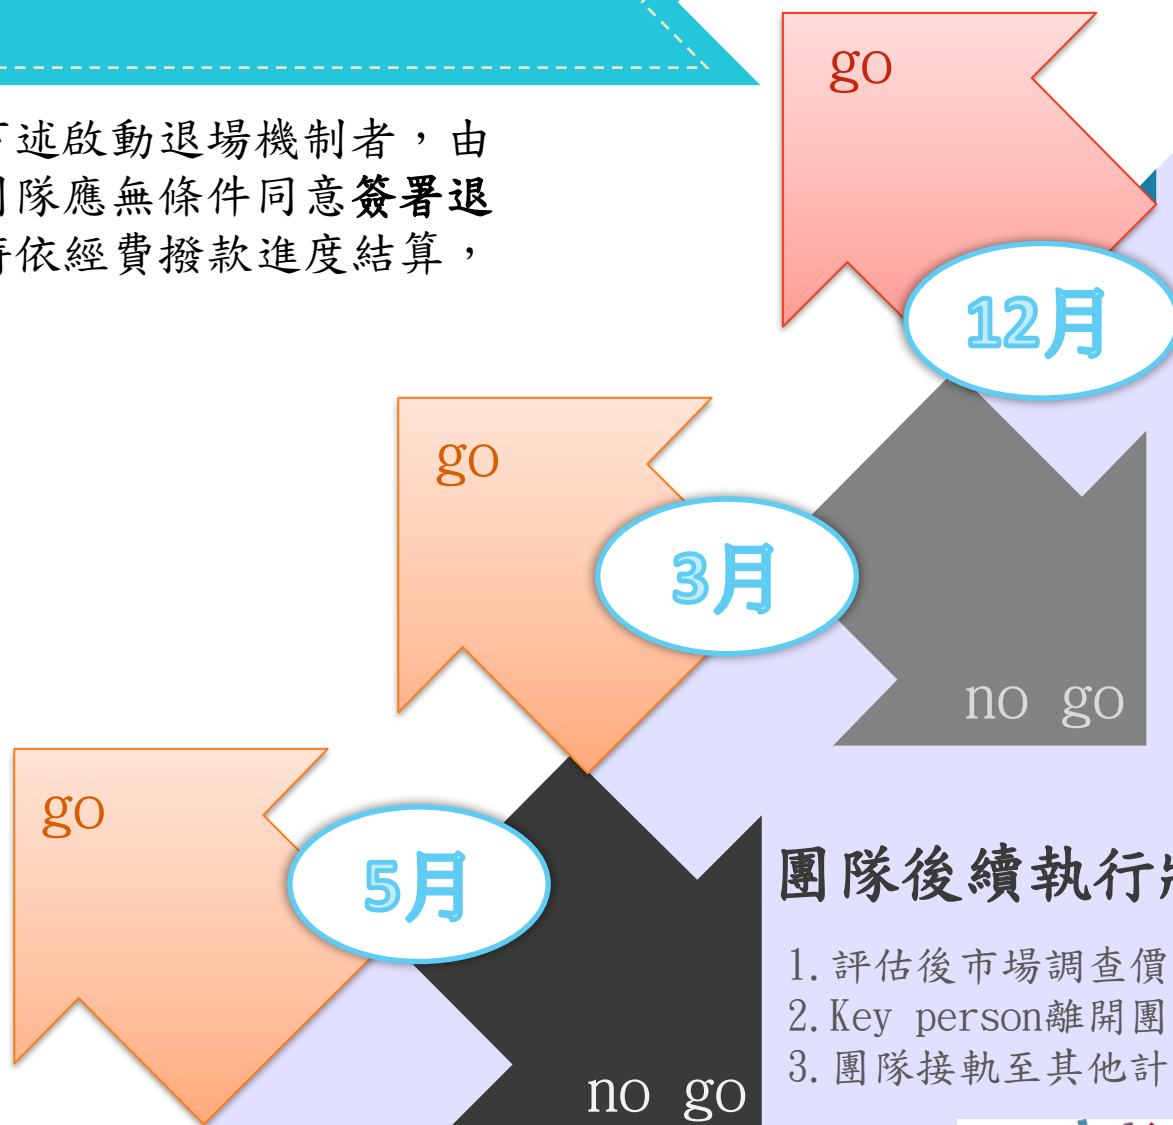 go
下述啟動退場機制者，由
團隊應無條件同意簽署退
依經費撥款進度結算，
12月
go
3月
no go
go
5月
團隊後續執行
1.評估後市場調查價
2.Key person離開團
3.團隊接軌至其他計
no go